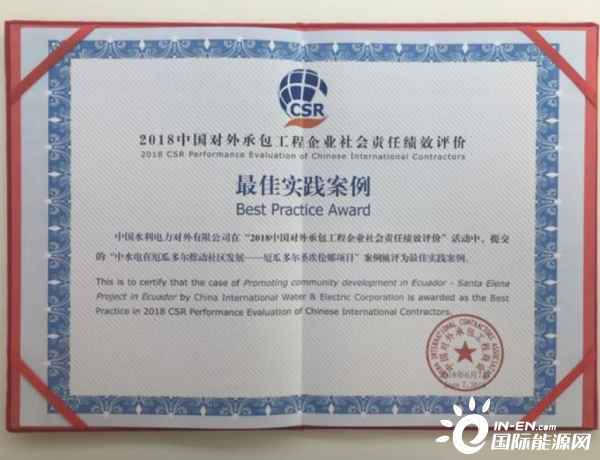 CSR
2018中国对外承包工程企业社会责任绩效评价
2018 CSR Performance Evaluation of Chinese International Contractors
最佳实践案例
Best Practice Award
中国水利电力对外有限公司在“2018中国对外承包工程企业社会责任绩效评价”活动中，提交
的“中水电在厄瓜多尔推动社区发展——厄瓜多尔圣埃伦娜项目”案例被评为最佳实践案例。
This is to certify that the case of Promoting community development in Ecuador - Santa Elena
Project in Ecuador by China International Water & Electric Corporation is awarded as the Best
Practice in 2018 CSR Performance Evaluation of Chinese International Contractors.
IN-EN.com
国际能源网